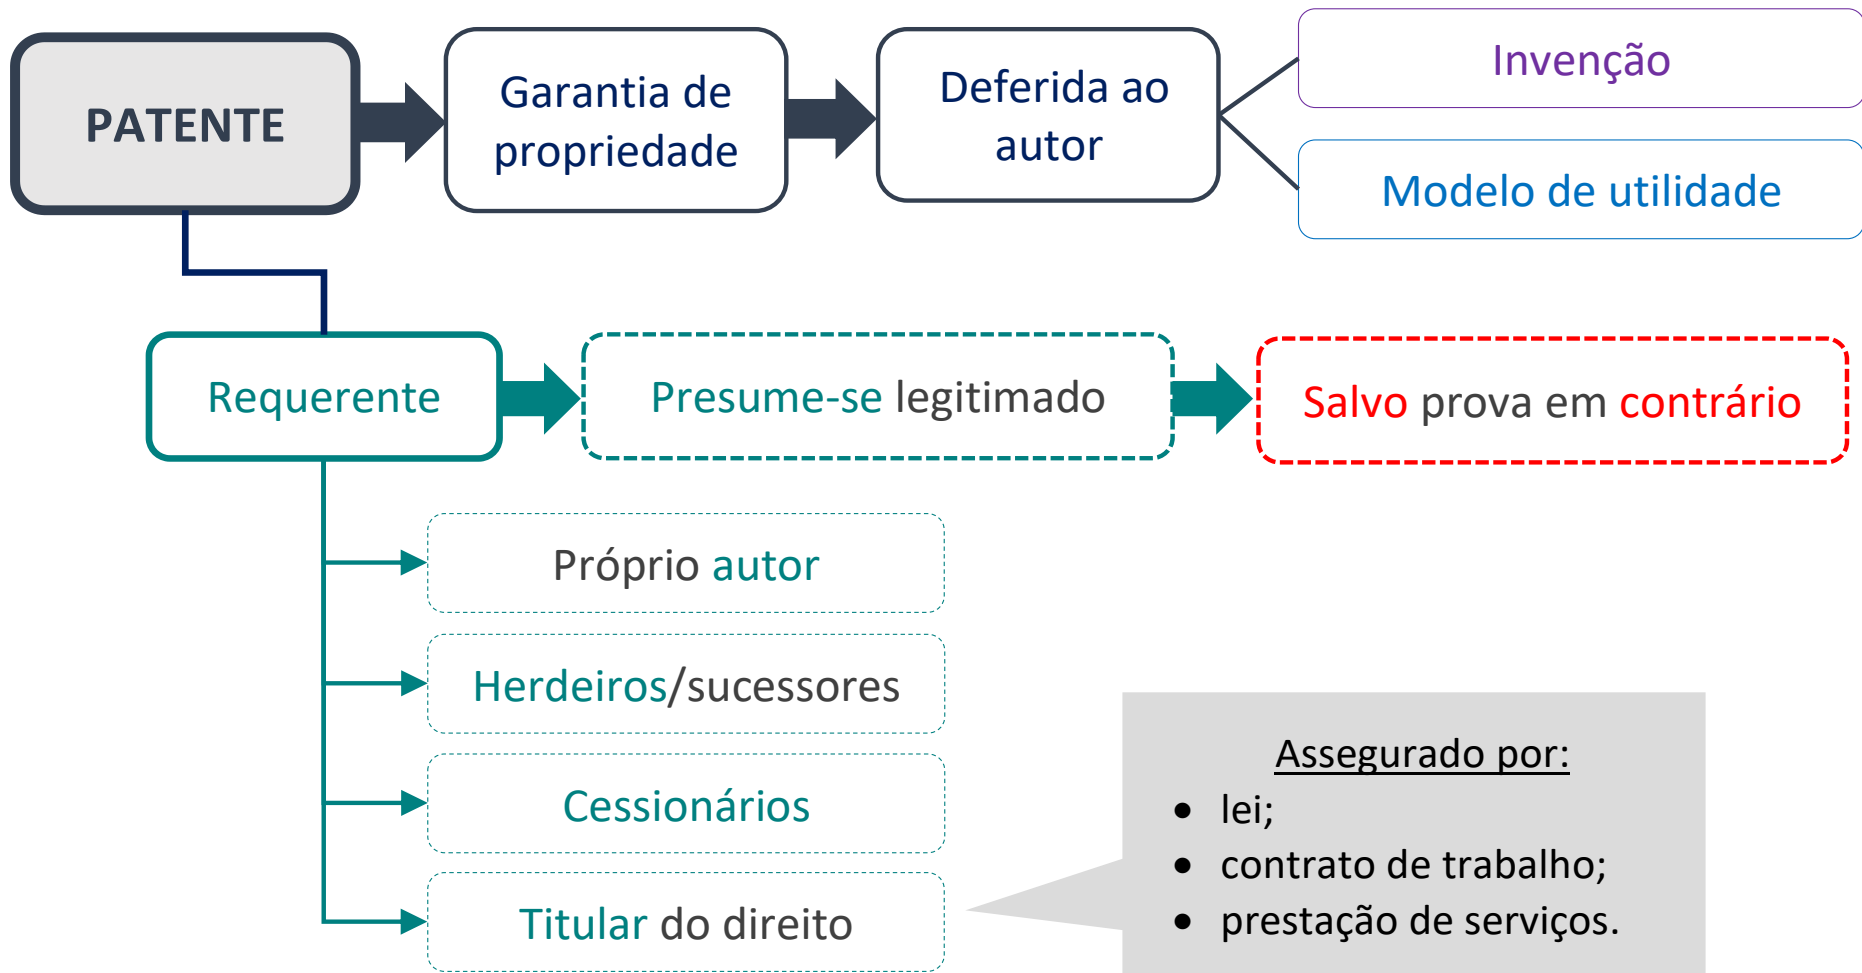 PATENTE
Garantia de
propriedade
Deferida ao
autor
Invenção
Modelo de utilidade
Requerente
Presume-se legitimado
Salvo prova em contrário
Próprio autor
Herdeiros/sucessores
Cessionários
Titular do direito
Assegurado por:
• lei;
• contrato de trabalho;
• prestação de serviços.